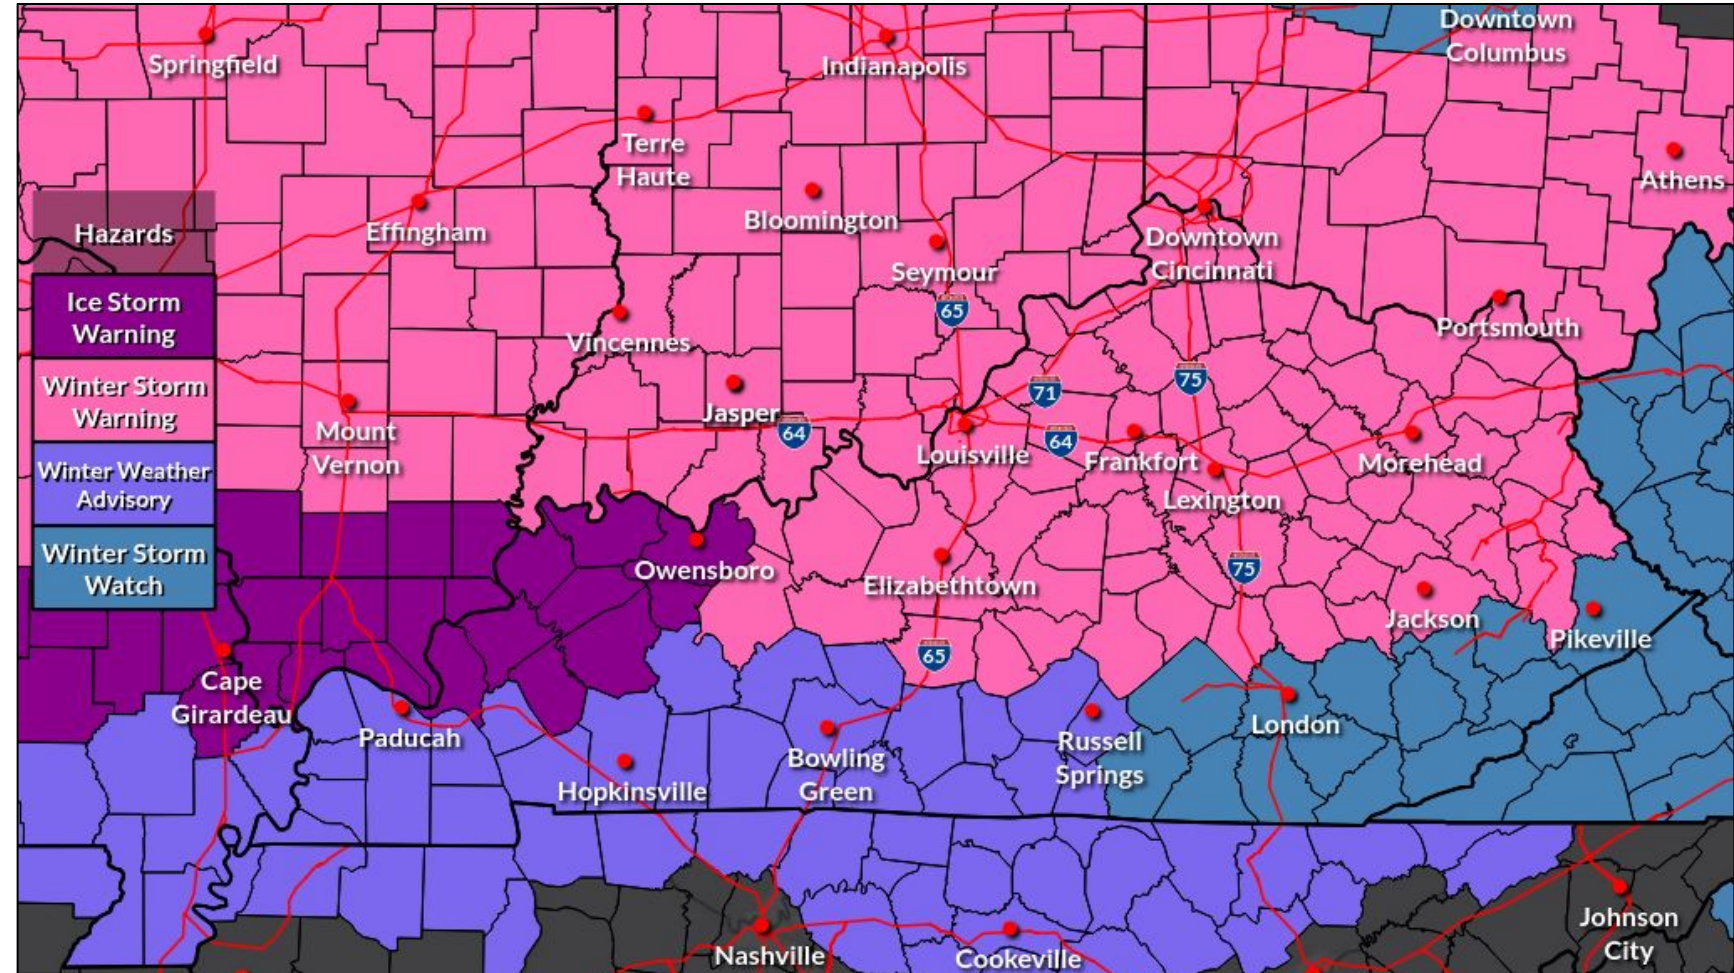 Downtown
Columbus
Springfield
Indianapolis
Terre
Haute
Athens
Bloomington
Hazards
Effingham
Downtown
Cincinnati
Seymour
Ice Storm
Warning
65
Portsmouth
Vincennes
Winter Storm
Warning
71
75
Jasper
64
Mount
Vernon
Louisville
64
Frankfort
Morehead
Winter Weather
Advisory
Lexington
Winter Storm
Watch
Owensboro
Elizabethtown
75
Jackson
Pikeville
65
Cape
Girardeau
Paducah
London
Russell
Springs
Bowling
Green
Hopkinsville
Johnson
City
Nashville
Cookeville